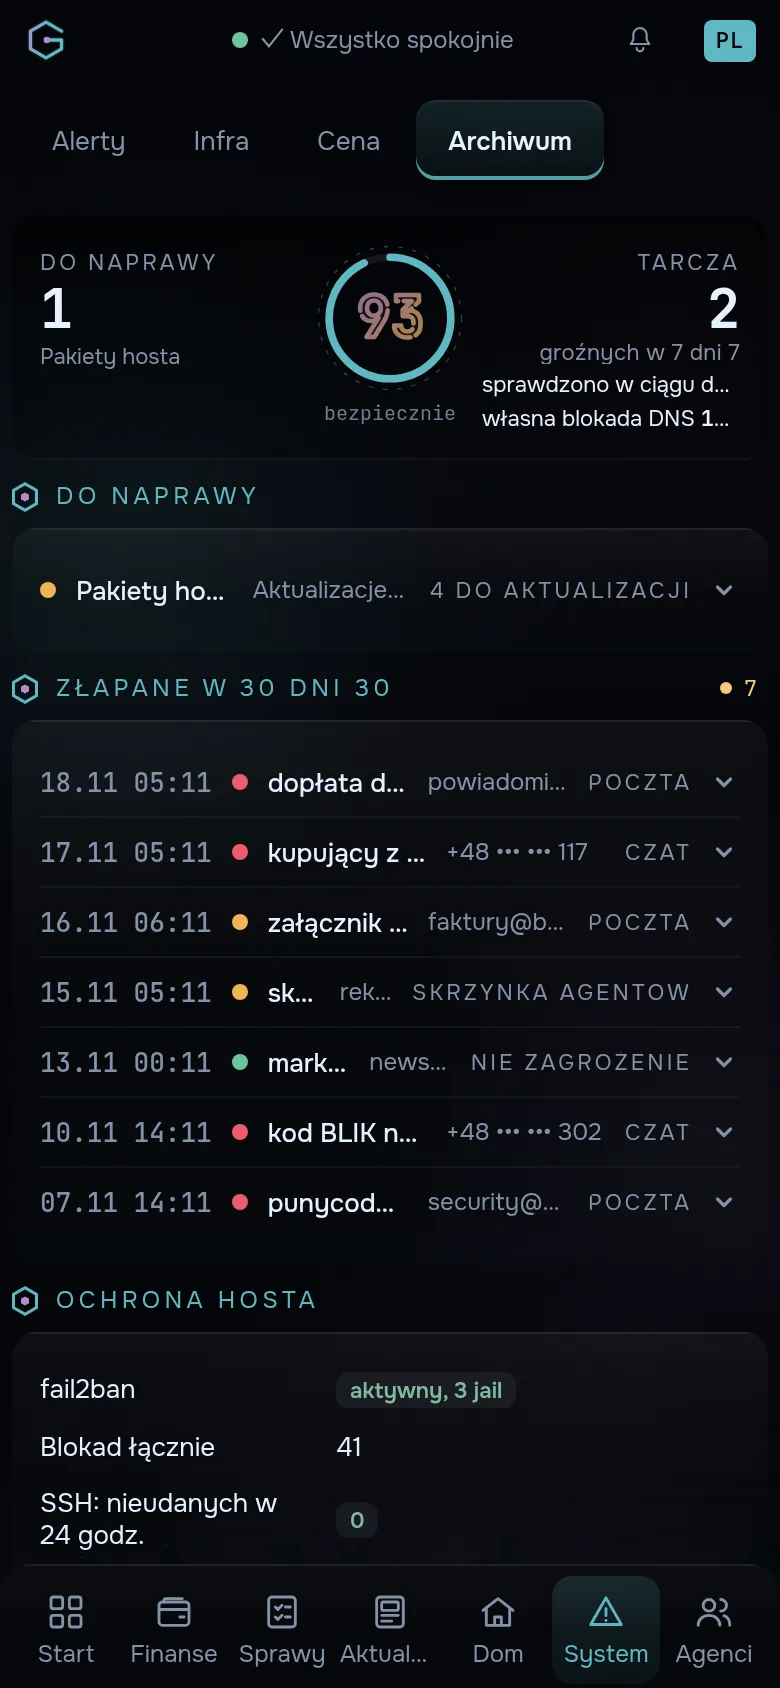 ✓ Wszystko spokojnie
PL
Alerty Infra Cena Archiwum
DO NAPRAWY
1
Pakiety hosta
93
bezpiecznie
TARCZA
2
groźnych w 7 dni 7
sprawdzono w ciągu d...
własna blokada DNS 1...
DO NAPRAWY
Pakiety ho... Aktualizacje... 4 DO AKTUALIZACJI
ZŁAPANE W 30 DNI 30 7
18.11 05:11 dopłata d... powiadomi... POCZTA
17.11 05:11 kupujący z ... +48 ••• ••• 117 CZAT
16.11 06:11 załącznik ... faktury@b... POCZTA
15.11 05:11 sk... rek... SKRZYNKA AGENTOW
13.11 00:11 mark... news... NIE ZAGROŻENIE
10.11 14:11 kod BLIK n... +48 ••• ••• 302 CZAT
07.11 14:11 punycod... security@... POCZTA
OCHRONA HOSTA
fail2ban aktywny, 3 jail
Blokad łącznie 41
SSH: nieudanych w
24 godz. 0
Start Finanse Sprawy Aktual... Dom System Agenci